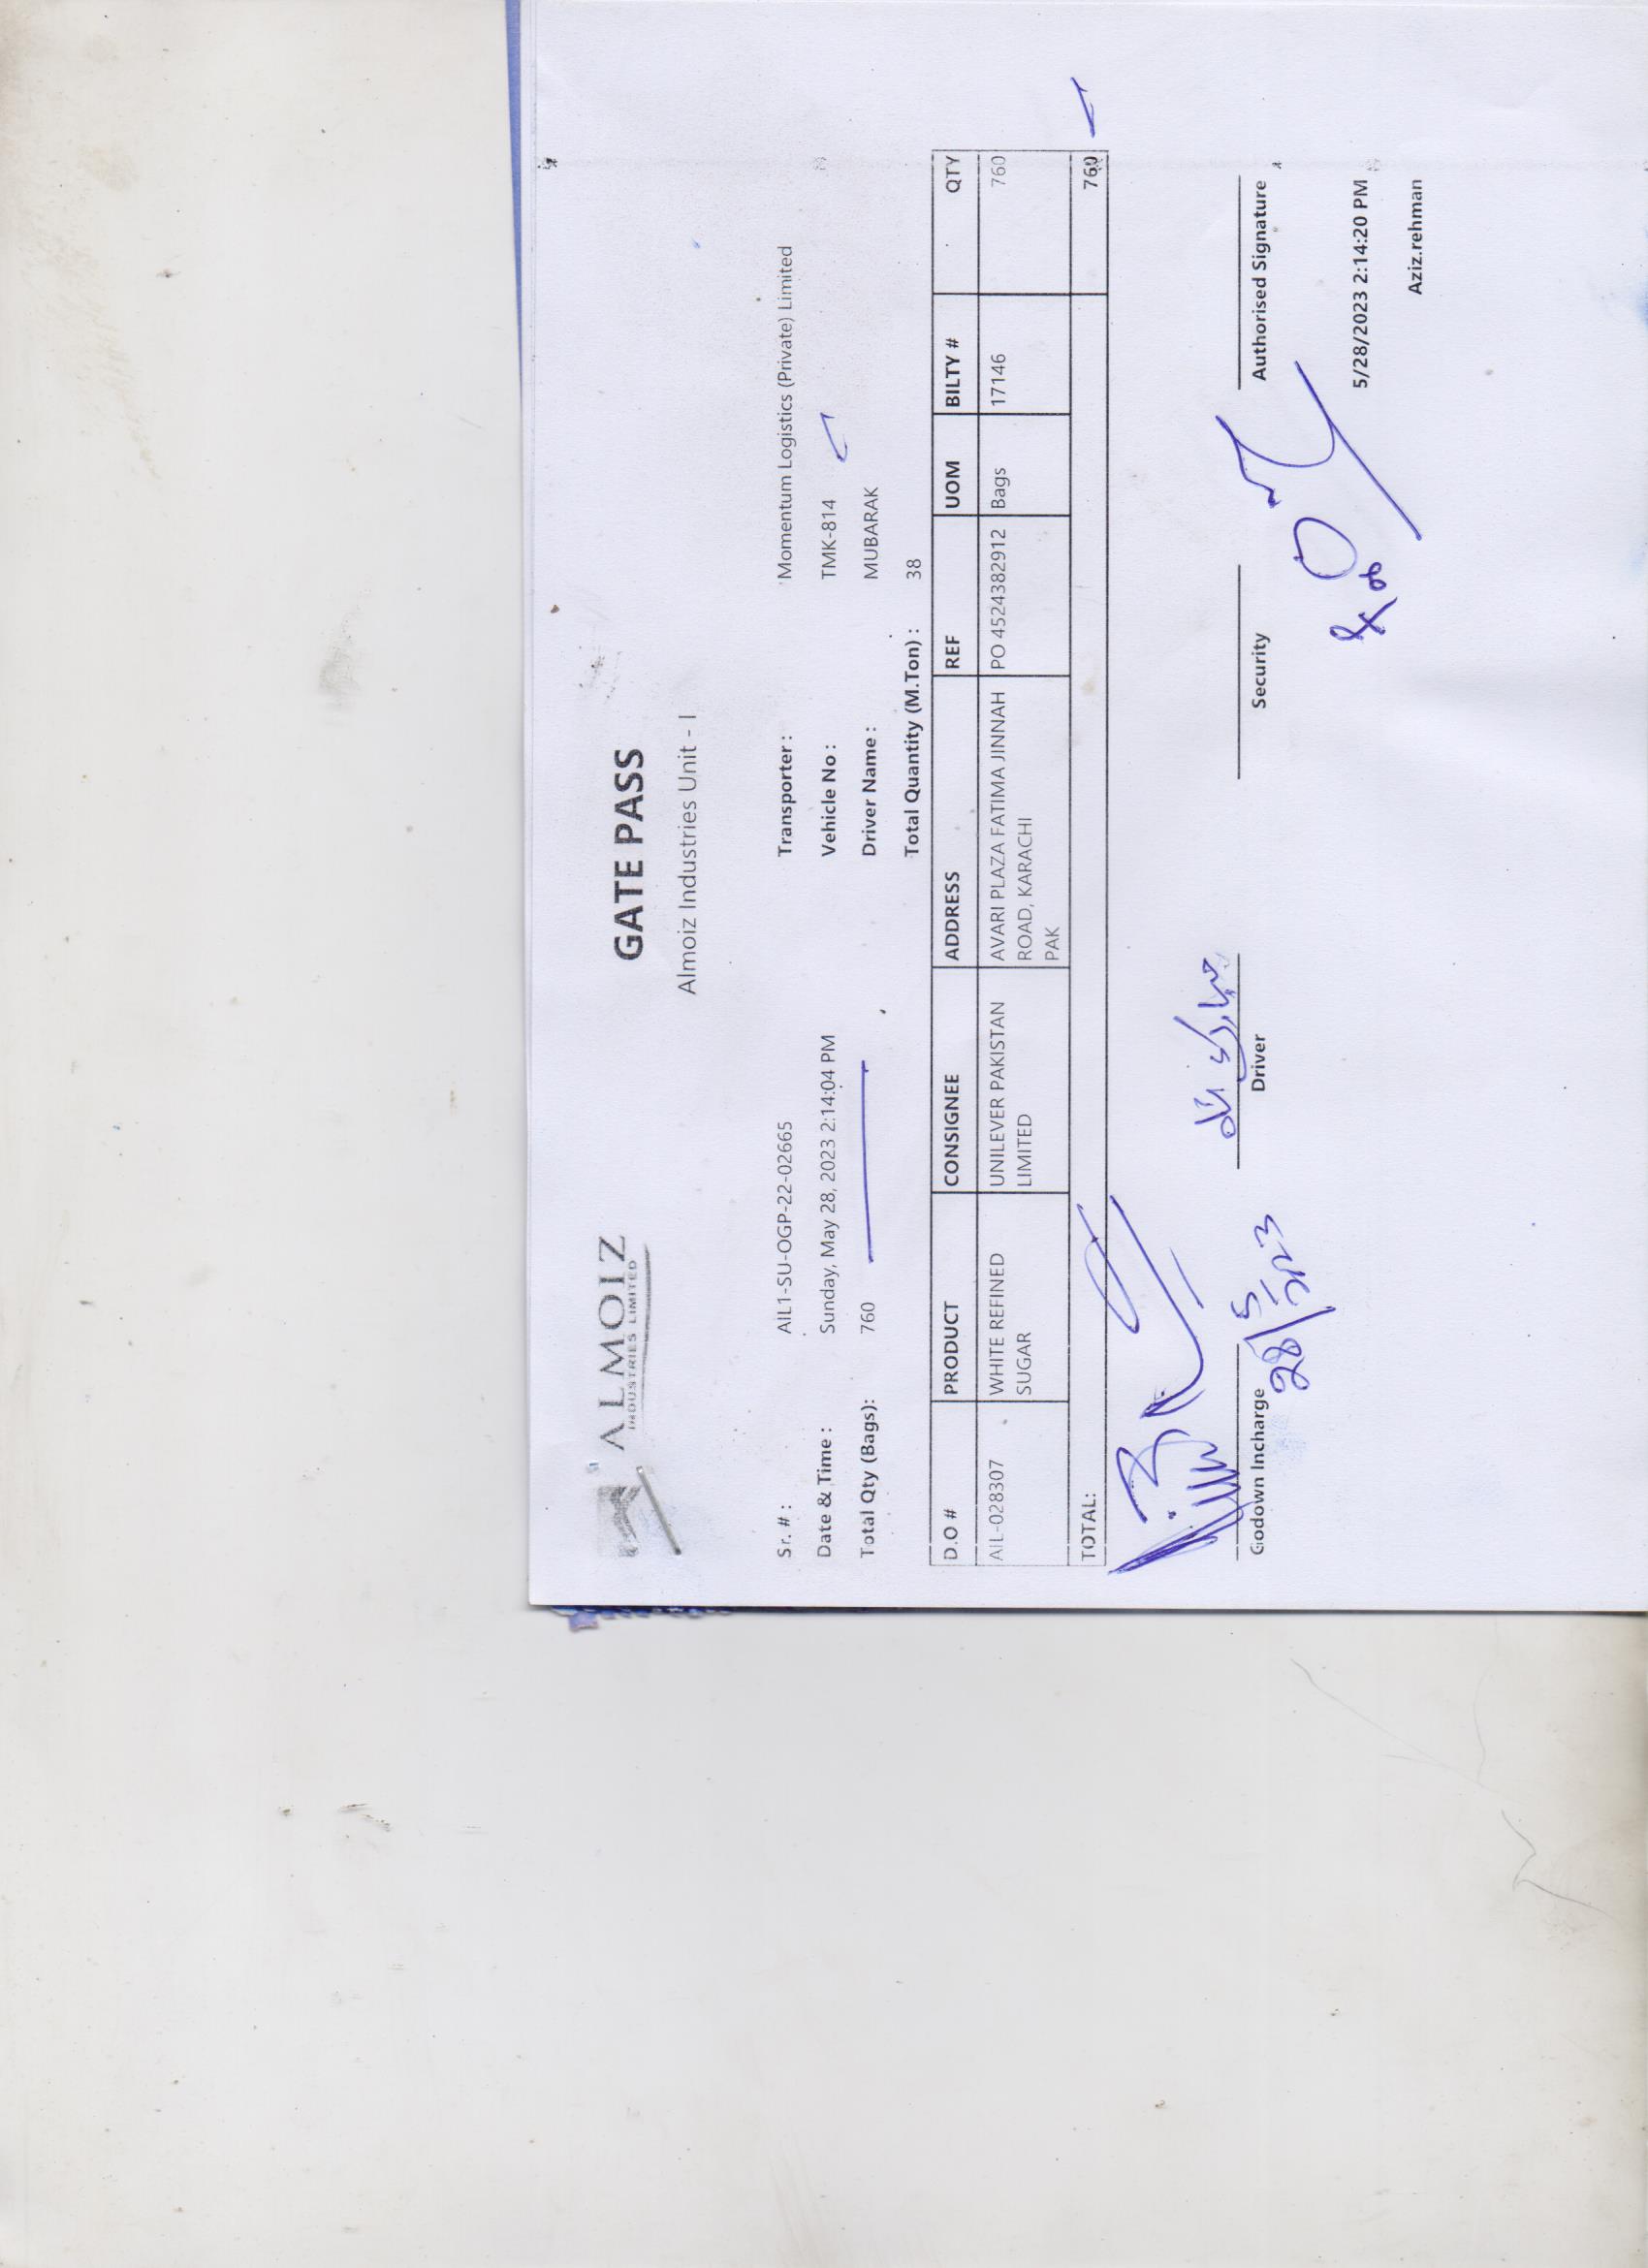 ALMOIZ
INDUSTRIES LIMITED
GATE PASS
Almoiz Industries Unit - I
Sr. # : AIL1-SU-OGP-22-02665 Transporter : Momentum Logistics (Private) Limited
Date & Time : Sunday, May 28, 2023 2:14:04 PM Vehicle No : TMK-814
Total Qty (Bags): 760 Driver Name : MUBARAK
Total Quantity (M.Ton) : 38
D.O # PRODUCT CONSIGNEE ADDRESS REF UOM BILTY # QTY
AIL-028307 WHITE REFINED UNILEVER PAKISTAN AVARI PLAZA FATIMA JINNAH PO 4524382912 Bags 17146 760
SUGAR LIMITED ROAD, KARACHI
PAK
TOTAL: 760
Godown Incharge Driver Security Authorised Signature
28/5/2023
5/28/2023 2:14:20 PM
Aziz.rehman